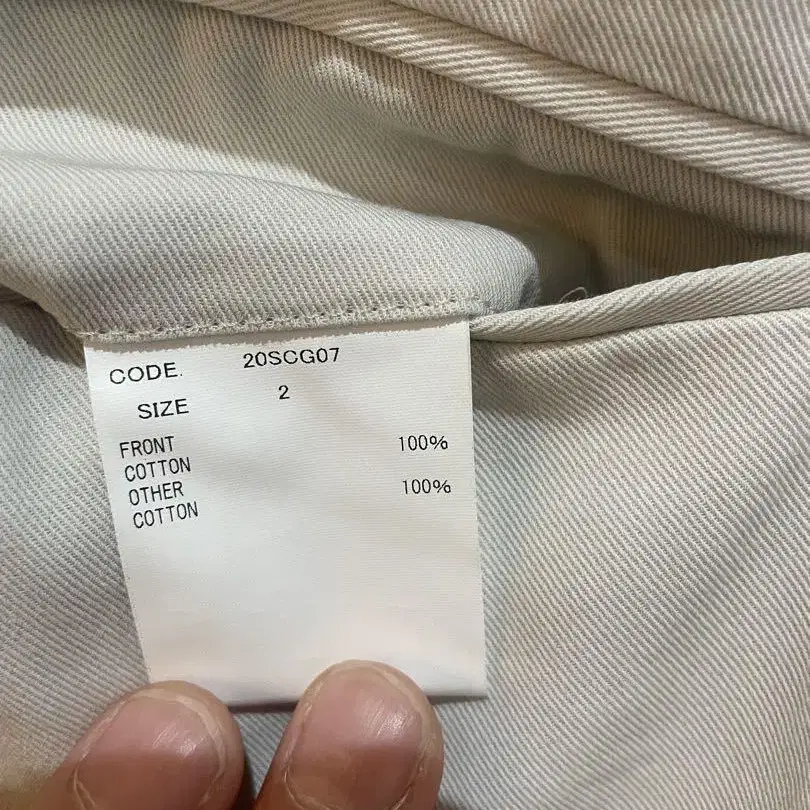 CODE. 20SCG07
SIZE 2
FRONT
COTTON 100%
OTHER
COTTON 100%